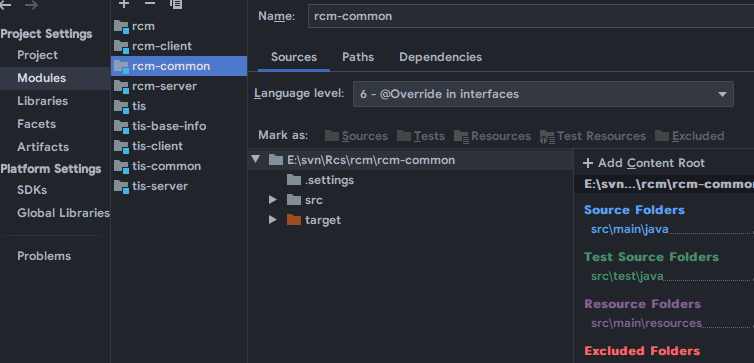 Project Settings
Project
Modules
Libraries
Facets
Artifacts
Platform Settings
SDKs
Global Libraries
Problems
rcm
rcm-client
rcm-common
rcm-server
tis
tis-base-info
tis-client
tis-common
tis-server
Name: rcm-common
Sources Paths Dependencies
Language level: 6 - @Override in interfaces
Mark as: Sources Tests Resources Test Resources Excluded
E:\svn\Rcs\rcm\rcm-common
.settings
src
target
+ Add Content Root
E:\svn...\rcm\rcm-common
Source Folders
src\main\java
Test Source Folders
src\test\java
Resource Folders
src\main\resources
Excluded Folders